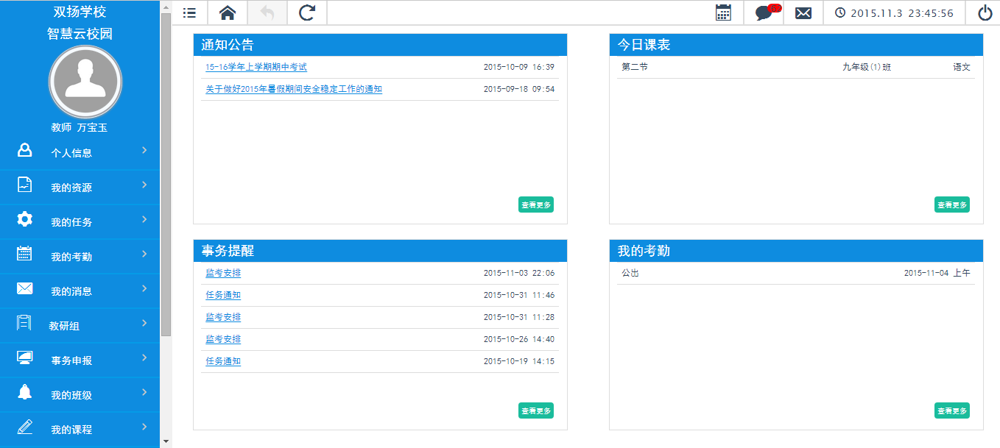 双扬学校
智慧云校园
教师 万宝玉
个人信息
我的资源
我的任务
我的考勤
我的消息
教研组
事务申报
我的班级
我的课程
2015.11.3 23:45:56
通知公告
15-16学年上学期期中考试 2015-10-09 16:39
关于做好2015年暑假期间安全稳定工作的通知 2015-09-18 09:54
查看更多
今日课表
第二节 九年级(1)班 语文
查看更多
事务提醒
监考安排 2015-11-03 22:06
任务通知 2015-10-31 11:46
监考安排 2015-10-31 11:28
监考安排 2015-10-26 14:40
任务通知 2015-10-19 14:15
查看更多
我的考勤
公出 2015-11-04 上午
查看更多